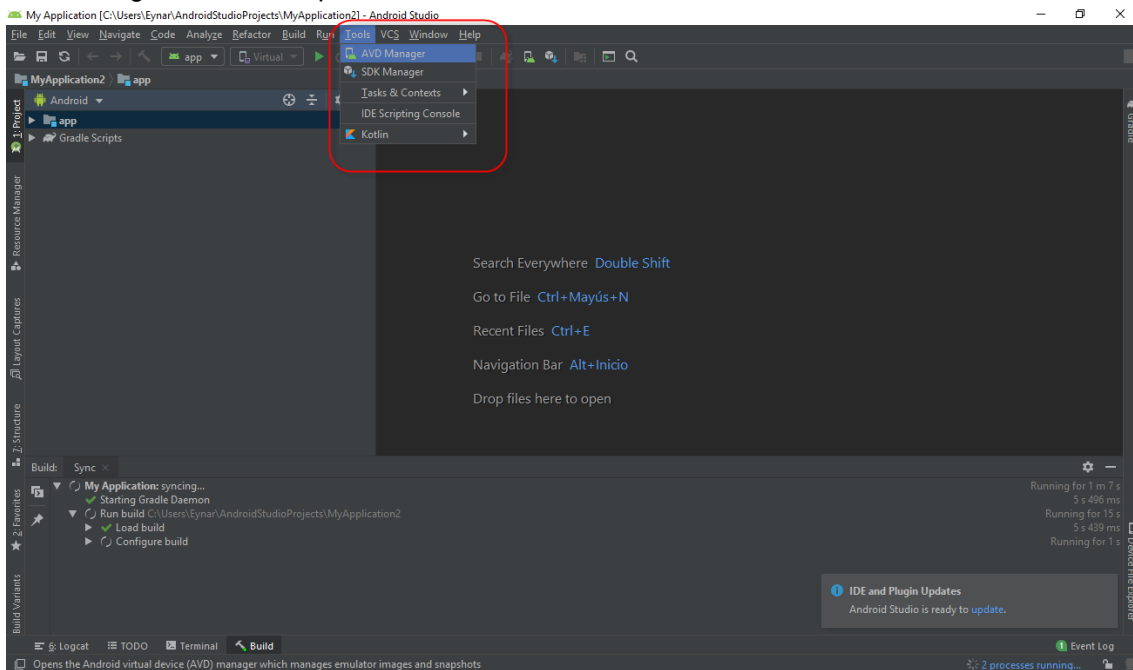 My Application [C:\Users\Eynar\AndroidStudioProjects\MyApplication2] - Android Studio
File Edit View Navigate Code Analyze Refactor Build Run Tools VCS Window Help
app Virtual
MyApplication2 app
Android
app
Gradle Scripts
AVD Manager
SDK Manager
Tasks & Contexts
IDE Scripting Console
Kotlin
1: Project
Resource Manager
Layout Captures
Z: Structure
2: Favorites
Build Variants
Gradle
Device File Explorer
Search Everywhere Double Shift
Go to File Ctrl+Mayús+N
Recent Files Ctrl+E
Navigation Bar Alt+Inicio
Drop files here to open
Build: Sync
My Application: syncing... Running for 1 m 7 s
Starting Gradle Daemon 5 s 496 ms
Run build C:\Users\Eynar\AndroidStudioProjects\MyApplication2 Running for 15 s
Load build 5 s 439 ms
Configure build Running for 1 s
IDE and Plugin Updates
Android Studio is ready to update.
6: Logcat TODO Terminal Build 1 Event Log
Opens the Android virtual device (AVD) manager which manages emulator images and snapshots 2 processes running...